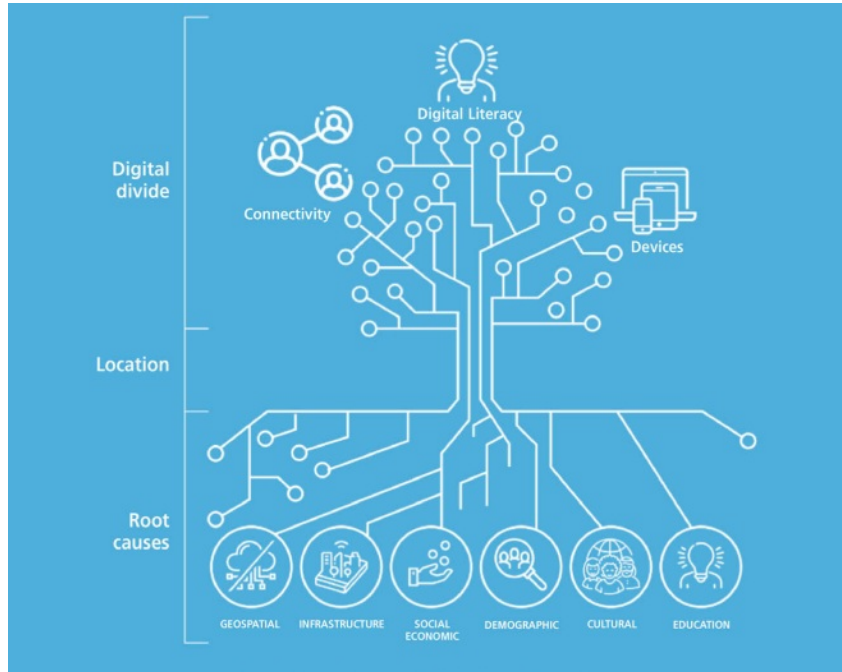 Digital Literacy
Connectivity
Devices
Digital
divide
Location
Root
causes
GEOSPATIAL
INFRASTRUCTURE
SOCIAL
ECONOMIC
DEMOGRAPHIC
CULTURAL
EDUCATION